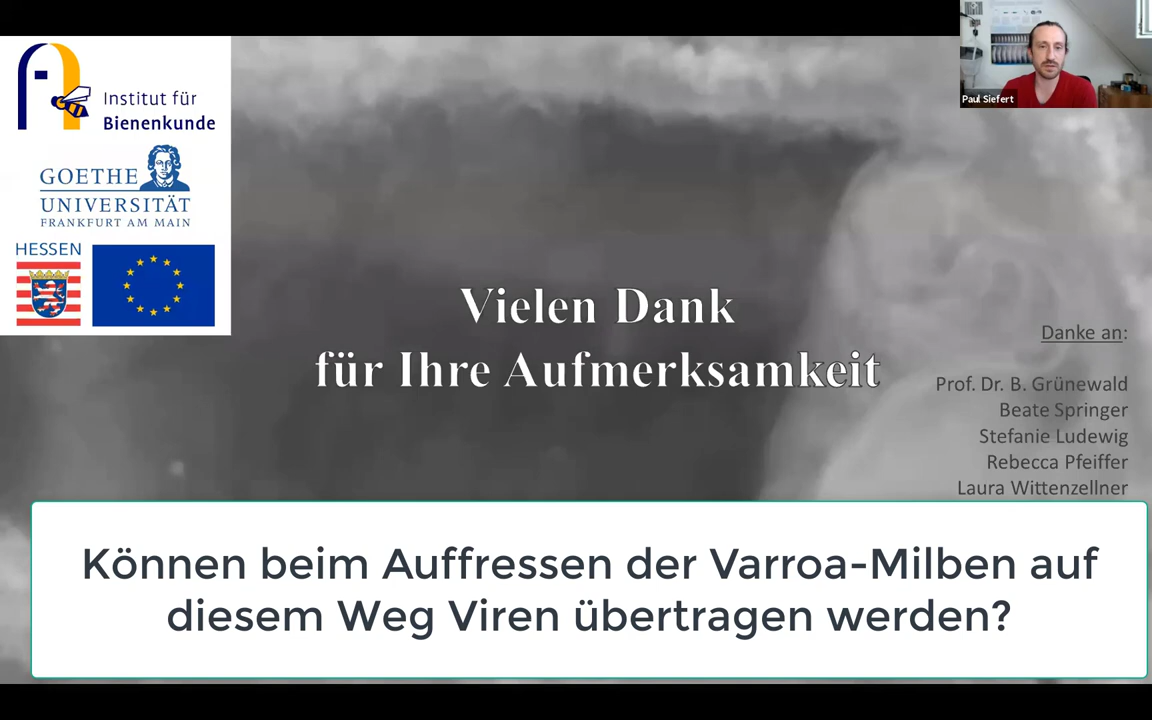 Institut für
Bienenkunde
GOETHE
UNIVERSITÄT
FRANKFURT AM MAIN
HESSEN
Paul Siefert
Vielen Dank
für Ihre Aufmerksamkeit
Danke an:
Prof. Dr. B. Grünewald
Beate Springer
Stefanie Ludewig
Rebecca Pfeiffer
Laura Wittenzellner
Können beim Auffressen der Varroa-Milben auf
diesem Weg Viren übertragen werden?